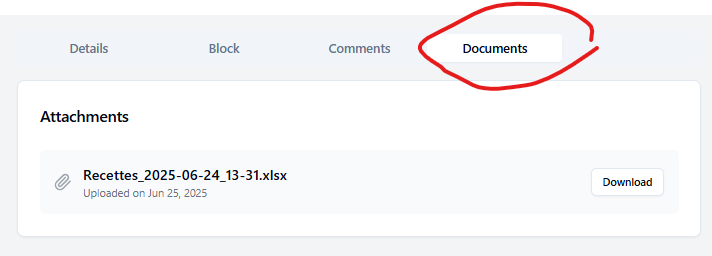 Details Block Comments Documents
Attachments
Recettes_2025-06-24_13-31.xlsx
Uploaded on Jun 25, 2025
Download